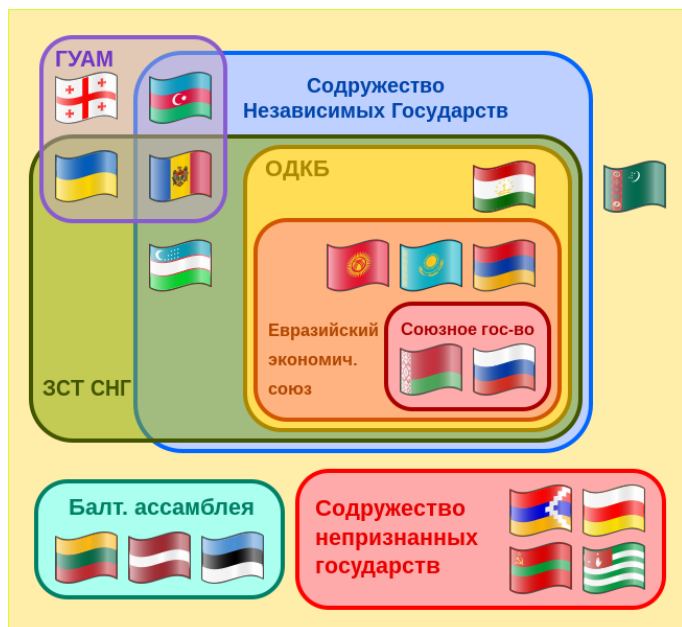 ГУАМ
Содружество
Независимых Государств
ОДКБ
Евразийский
экономич.
союз
Союзное гос-во
ЗСТ СНГ
Балт. ассамблея
Содружество
непризнанных
государств